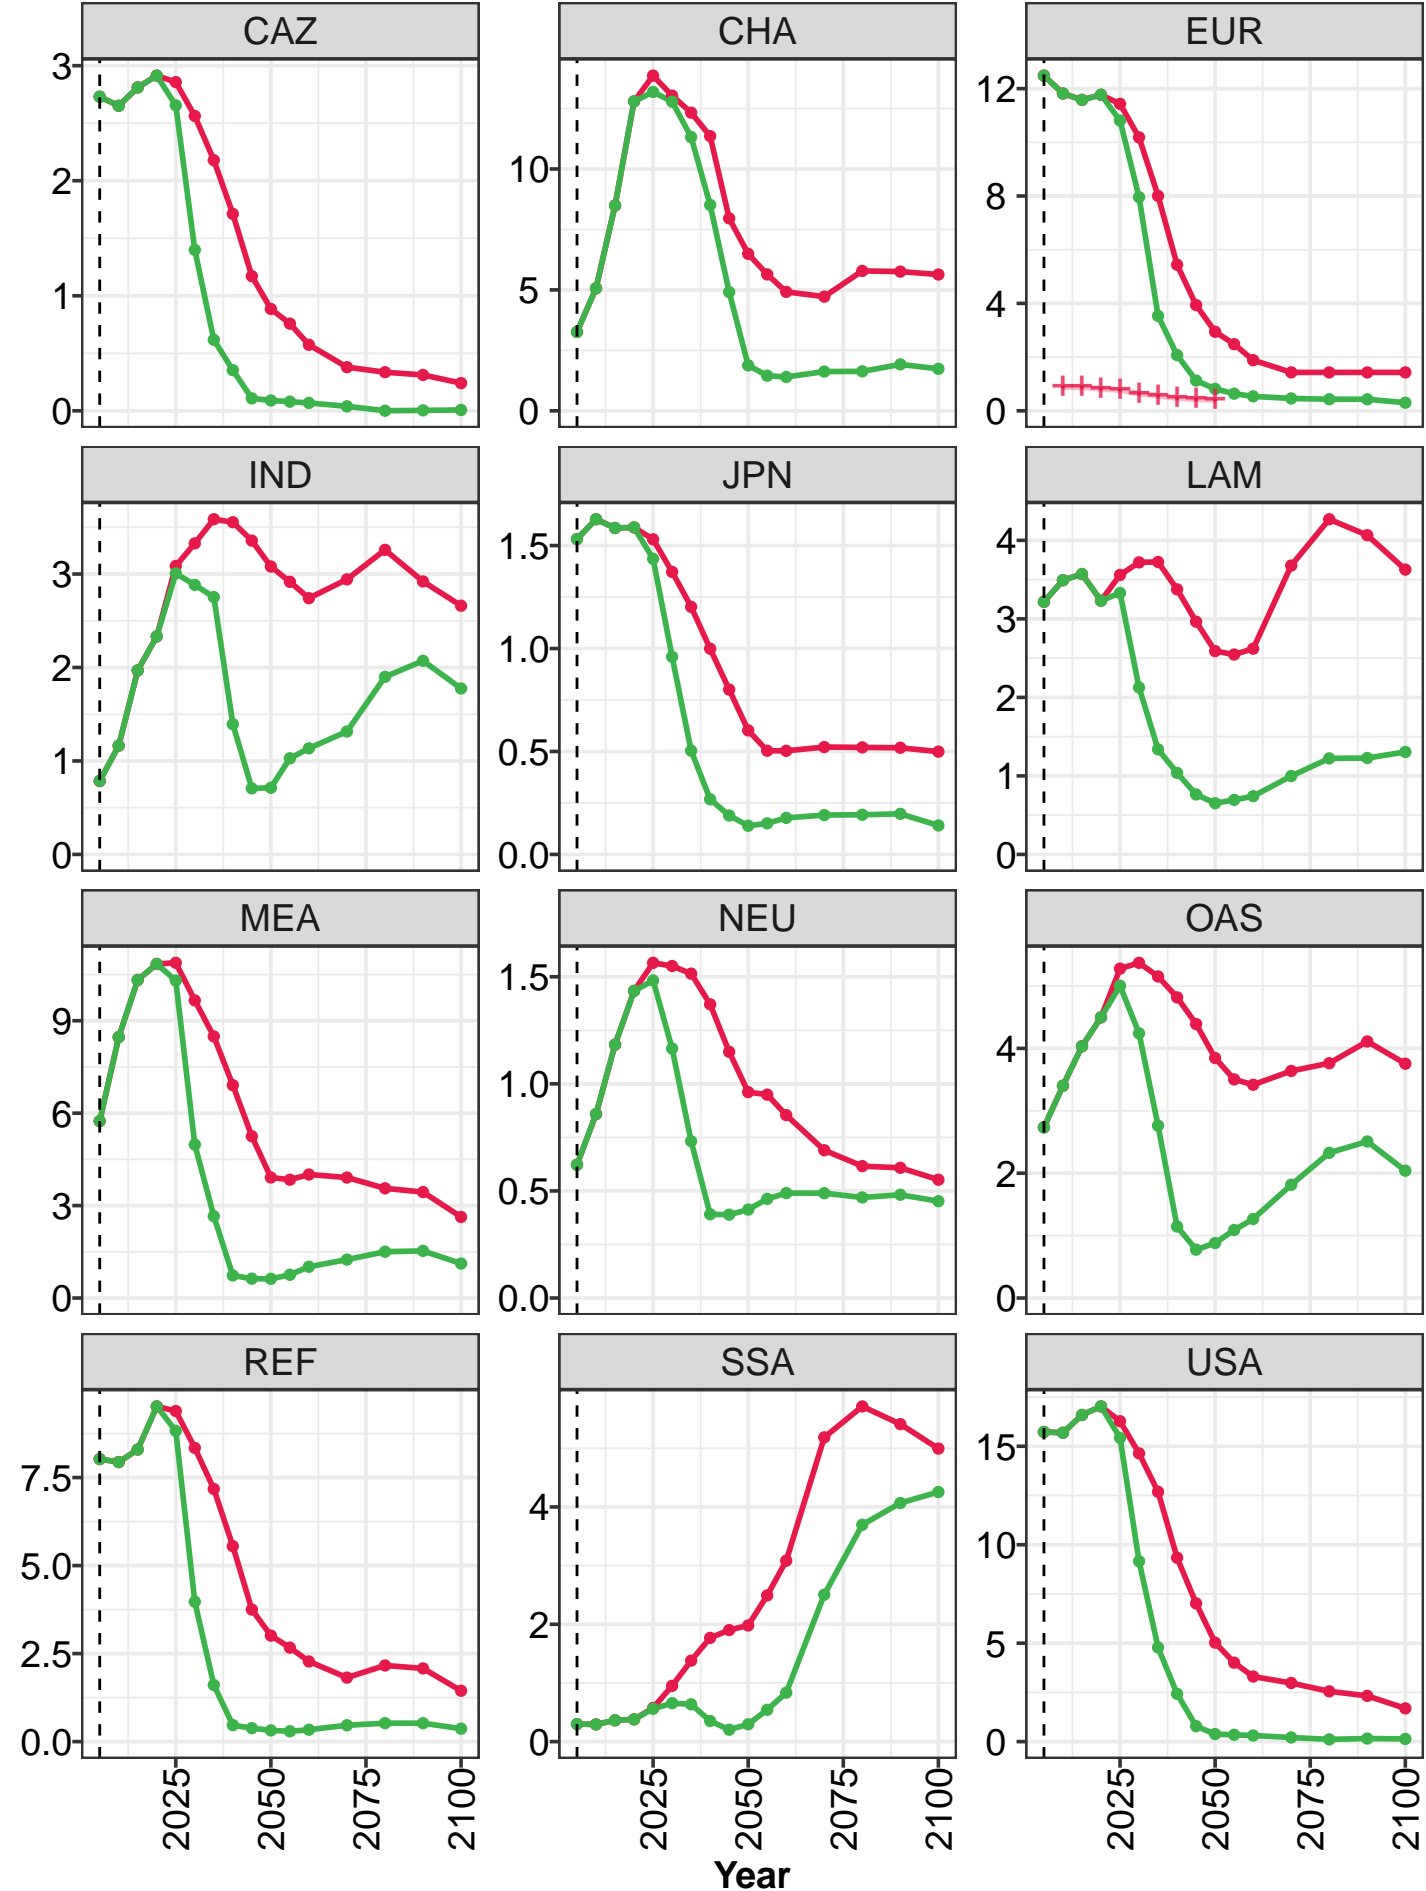 CAZ CHA EUR
3 2 1 0
10 5 0
12 8 4 0
IND JPN LAM
3 2 1 0
1.5 1.0 0.5 0.0
4 3 2 1 0
MEA NEU OAS
9 6 3 0
1.5 1.0 0.5 0.0
4 2 0
REF SSA USA
7.5 5.0 2.5 0.0
4 2 0
15 10 5 0
2025 2050 2075 2100
2025 2050 2075 2100
2025 2050 2075 2100
Year